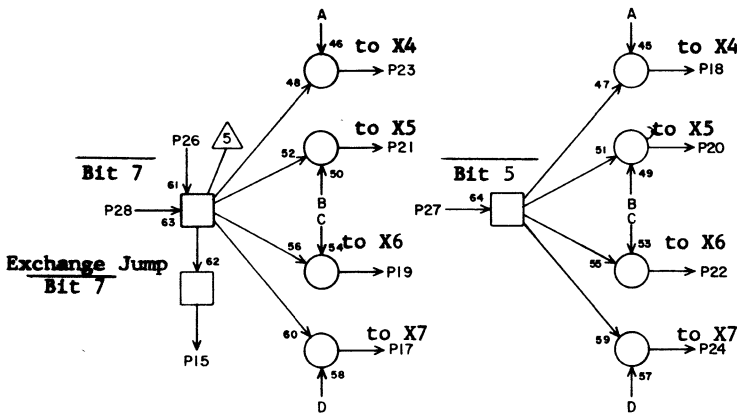 A
A
46
to X4
45
to X4
P23
P18
48
47
5
to X5
to X5
P26
P21
P20
52
51
Bit 7
Bit 5
50
49
61
B
B
P28
63
P27
64
C
C
56
54
to X6
55
53
to X6
Exchange Jump
62
P19
P22
Bit 7
60
to X7
59
to X7
P15
P17
P24
58
57
D
D